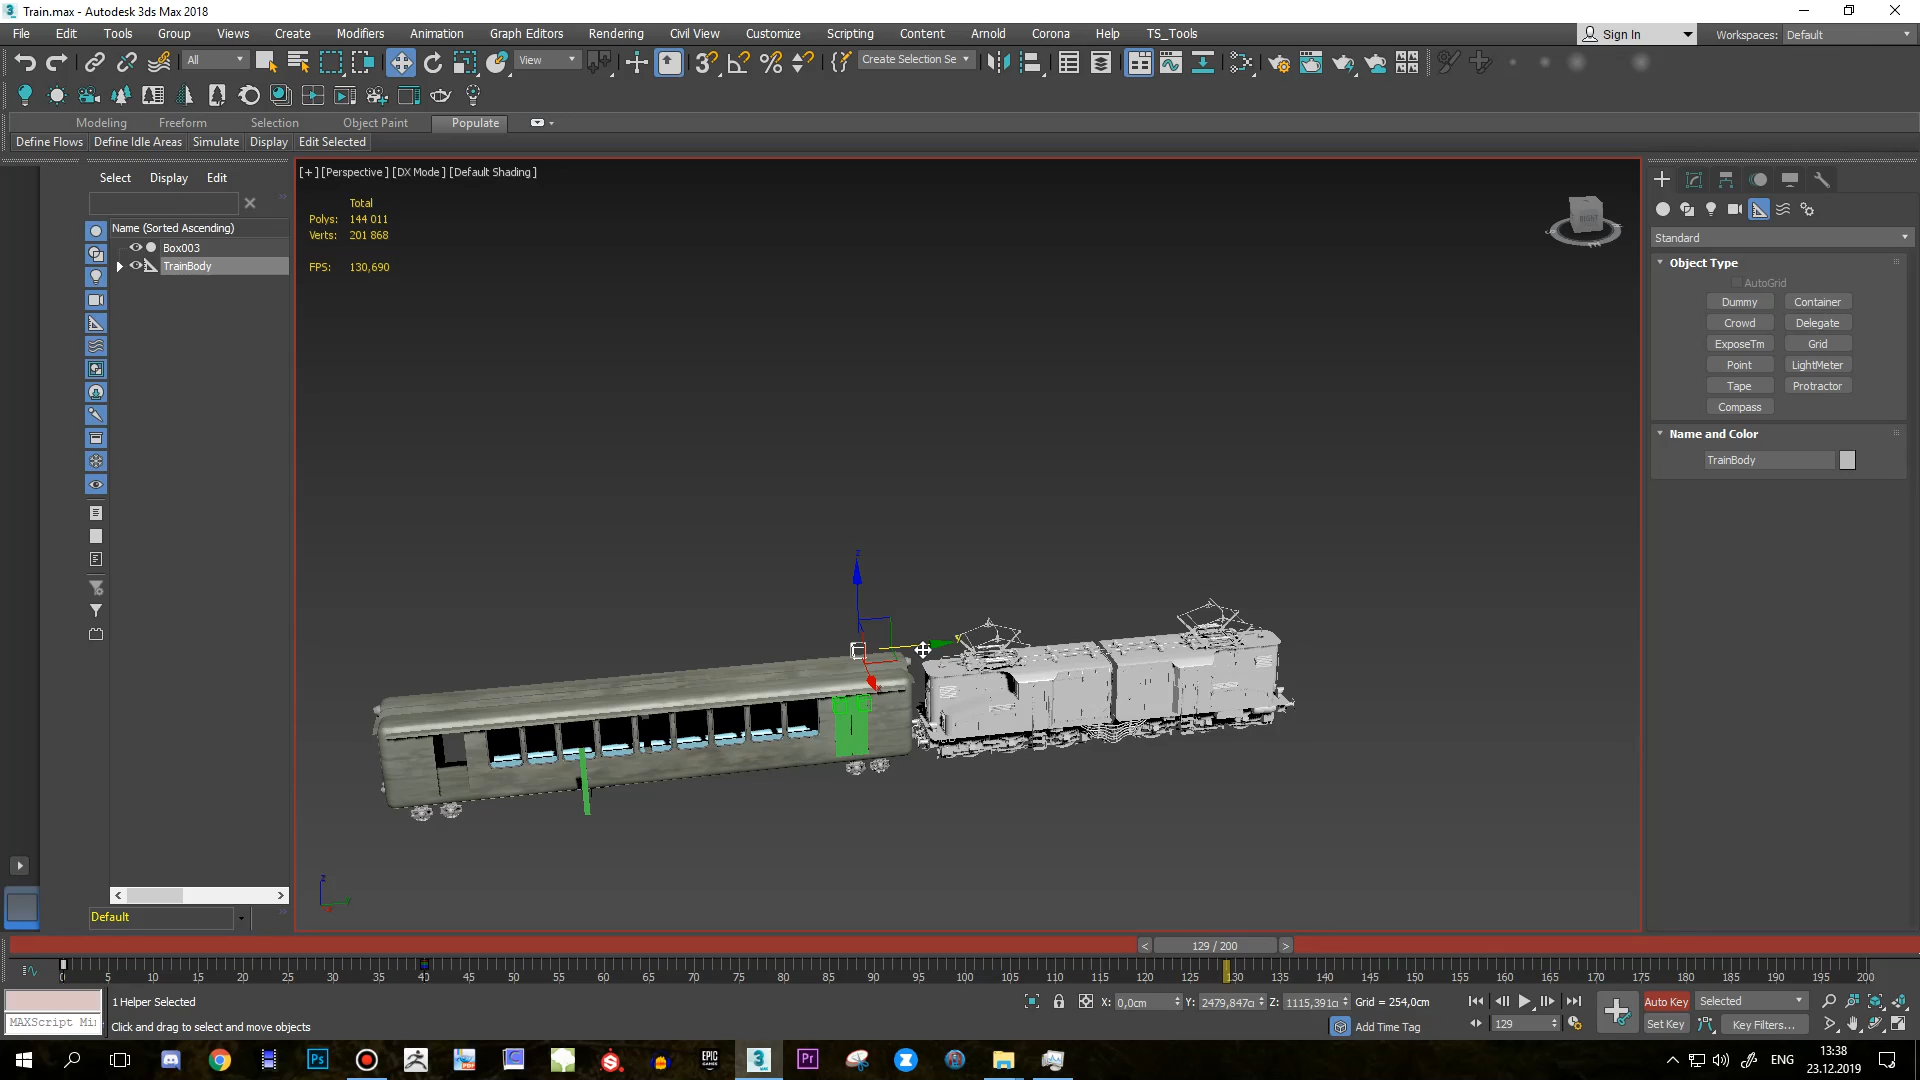 Train.max - Autodesk 3ds Max 2018
File Edit Tools Group Views Create Modifiers Animation Graph Editors Rendering Civil View Customize Scripting Content Arnold Corona Help TS_Tools Sign In Workspaces: Default
All View Create Selection Se
Modeling Freeform Selection Object Paint Populate
Define Flows Define Idle Areas Simulate Display Edit Selected
Select Display Edit
Name (Sorted Ascending)
Box003
TrainBody
Default
[+] [Perspective ] [DX Mode ] [Default Shading ]
Total
Polys: 144 011
Verts: 201 868
FPS: 130,690
z
RIGHT
z
y
Standard
Object Type
AutoGrid
Dummy Container
Crowd Delegate
ExposeTm Grid
Point LightMeter
Tape Protractor
Compass
Name and Color
TrainBody
< 129 / 200 >
0 5 10 15 20 25 30 35 40 45 50 55 60 65 70 75 80 85 90 95 100 105 110 115 120 125 130 135 140 145 150 155 160 165 170 175 180 185 190 195 200
1 Helper Selected
X: 0,0cm Y: 2479,847c Z: 1115,391c Grid = 254,0cm
Auto Key Selected
MAXScript Mi
Click and drag to select and move objects
Add Time Tag
129
Set Key Key Filters...
Ps
EPIC GAMES
3 MAX
Pr
ENG
13:38
23.12.2019